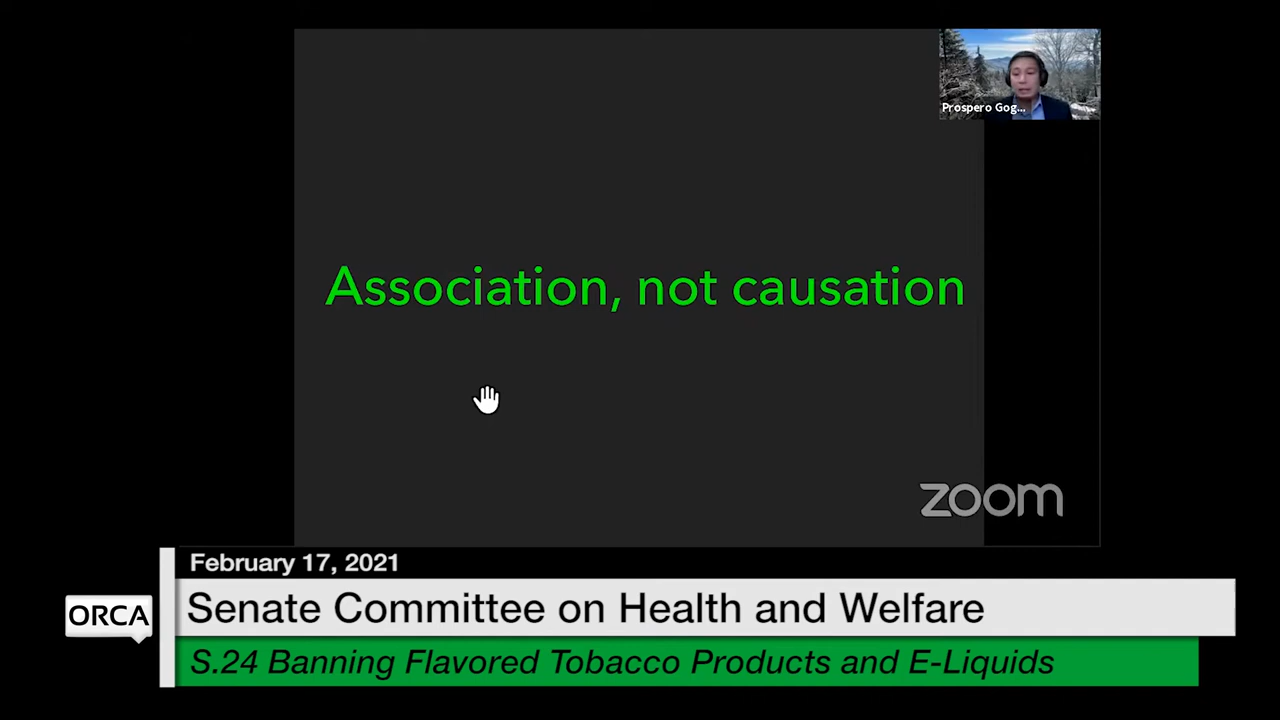 Prospero Gog...
Association, not causation
zoom
February 17, 2021
ORCA
Senate Committee on Health and Welfare
S.24 Banning Flavored Tobacco Products and E-Liquids